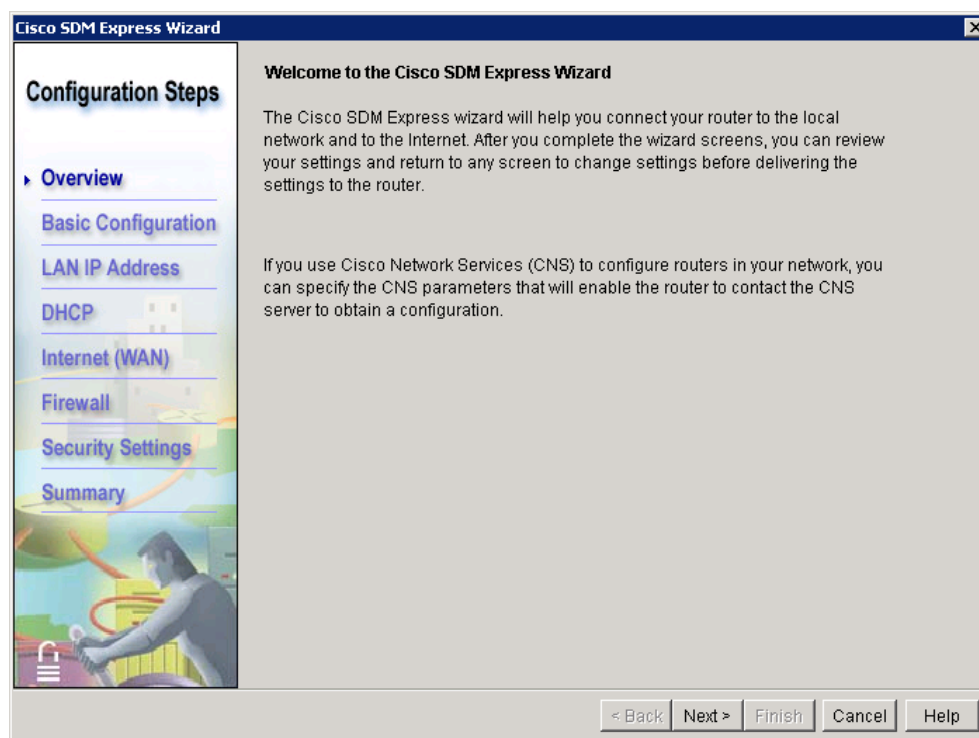 Cisco SDM Express Wizard
Configuration Steps
Overview
Basic Configuration
LAN IP Address
DHCP
Internet (WAN)
Firewall
Security Settings
Summary
Welcome to the Cisco SDM Express Wizard
The Cisco SDM Express wizard will help you connect your router to the local
network and to the Internet. After you complete the wizard screens, you can review
your settings and return to any screen to change settings before delivering the
settings to the router.
If you use Cisco Network Services (CNS) to configure routers in your network, you
can specify the CNS parameters that will enable the router to contact the CNS
server to obtain a configuration.
< Back
Next >
Finish
Cancel
Help